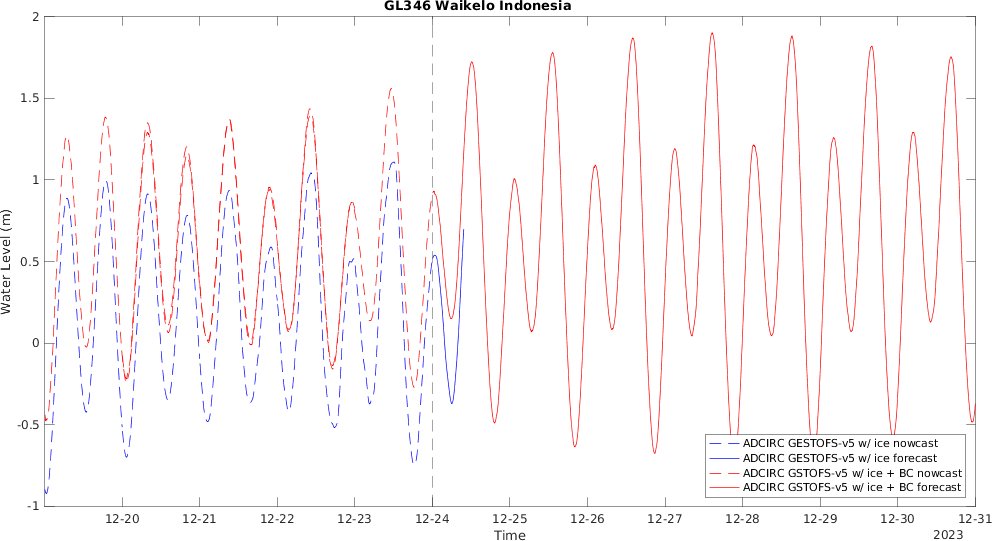 GL346 Waikelo Indonesia
2
1.5
1
0.5
0
-0.5
-1
Water Level (m)
12-20 12-21 12-22 12-23 12-24 12-25 12-26 12-27 12-28 12-29 12-30 12-31
Time
2023
ADCIRC GESTOFS-v5 w/ ice nowcast
ADCIRC GESTOFS-v5 w/ ice forecast
ADCIRC GSTOFS-v5 w/ ice + BC nowcast
ADCIRC GSTOFS-v5 w/ ice + BC forecast